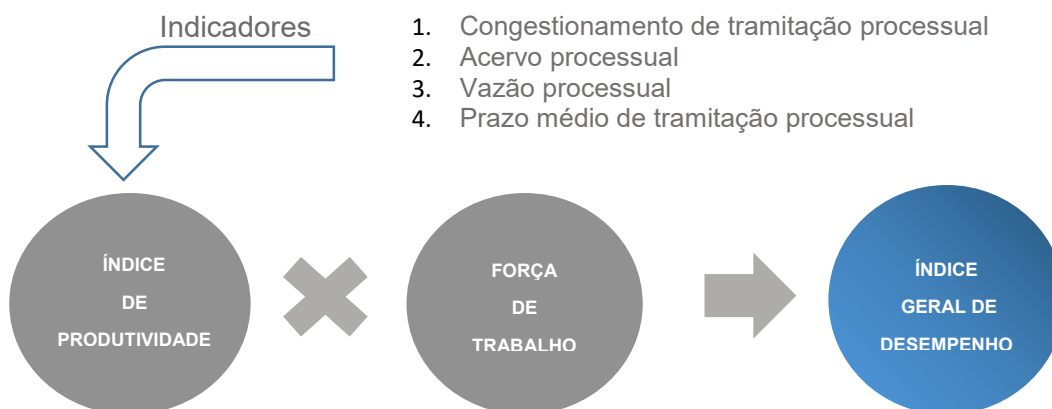 Indicadores
1. Congestionamento de tramitação processual
2. Acervo processual
3. Vazão processual
4. Prazo médio de tramitação processual
ÍNDICE
DE
PRODUTIVIDADE
FORÇA
DE
TRABALHO
ÍNDICE
GERAL DE
DESEMPENHO